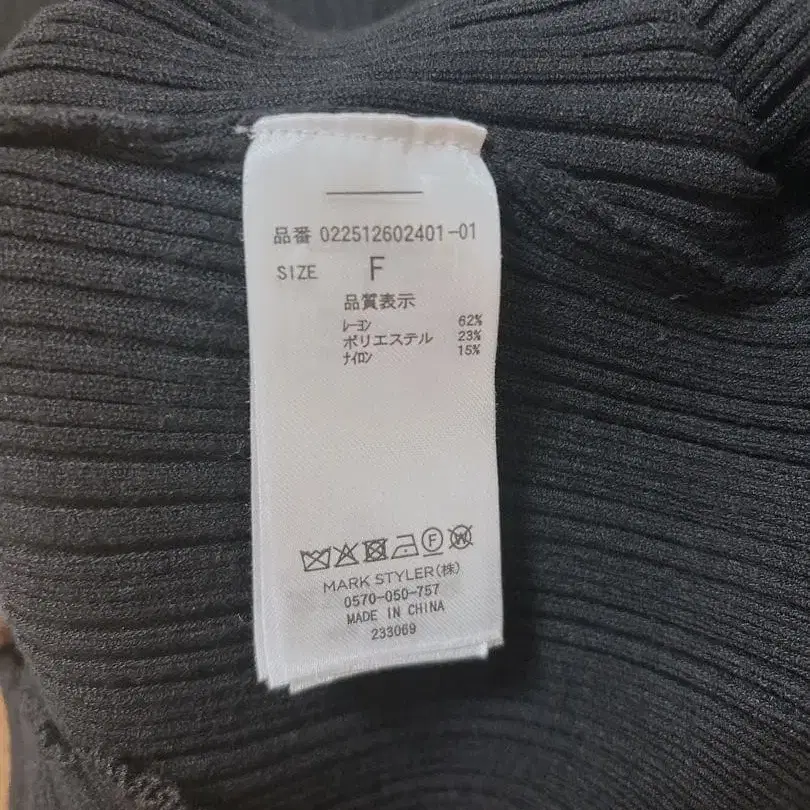 品番 022512602401-01
SIZE F
品質表示
ﾚｰﾖﾝ 62%
ポリエステル 23%
ﾅｲﾛﾝ 15%
F W
MARK STYLER(株)
0570-050-757
MADE IN CHINA
233069